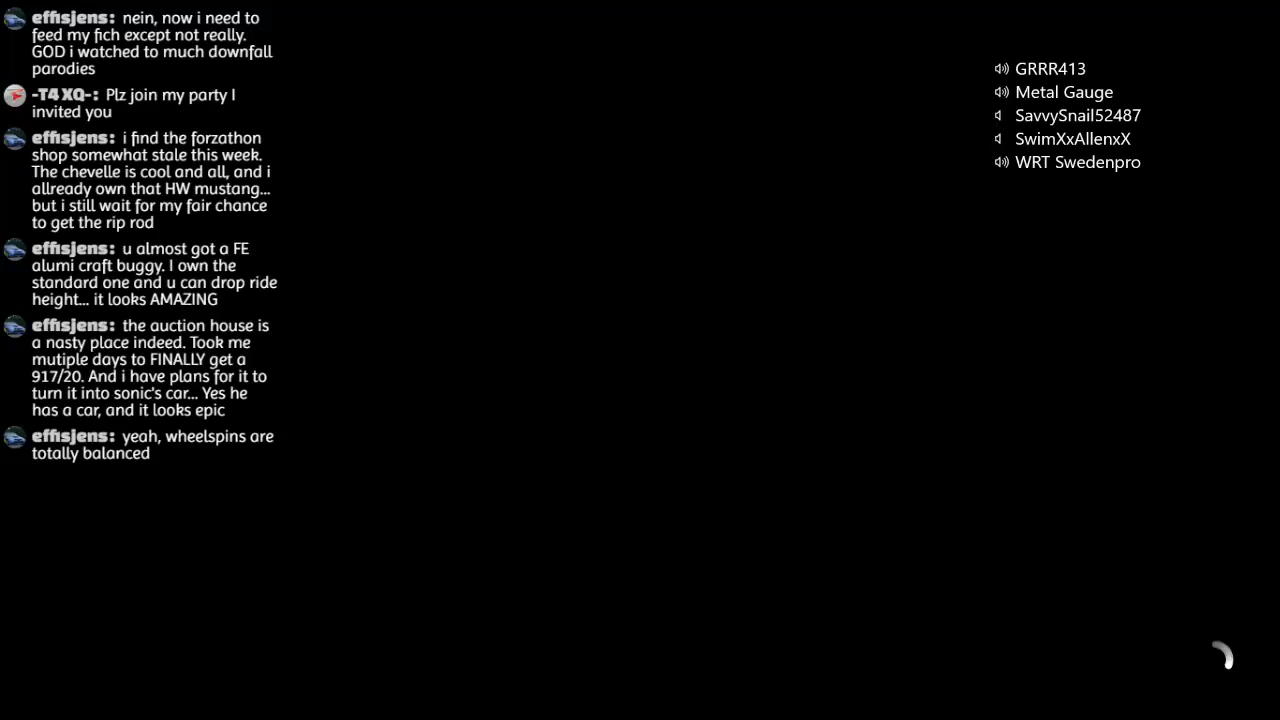 effisjens: nein, now i need to
feed my fich except not really.
GOD i watched to much downfall
parodies
-T4 XQ-: Plz join my party I
invited you
effisjens: i find the forzathon
shop somewhat stale this week.
The chevelle is cool and all, and i
allready own that HW mustang...
but i still wait for my fair chance
to get the rip rod
effisjens: u almost got a FE
alumi craft buggy. I own the
standard one and u can drop ride
height... it looks AMAZING
effisjens: the auction house is
a nasty place indeed. Took me
mutiple days to FINALLY get a
917/20. And i have plans for it to
turn it into sonic's car... Yes he
has a car, and it looks epic
effisjens: yeah, wheelspins are
totally balanced
GRRR413
Metal Gauge
SavvySnail52487
SwimXxAllenxX
WRT Swedenpro